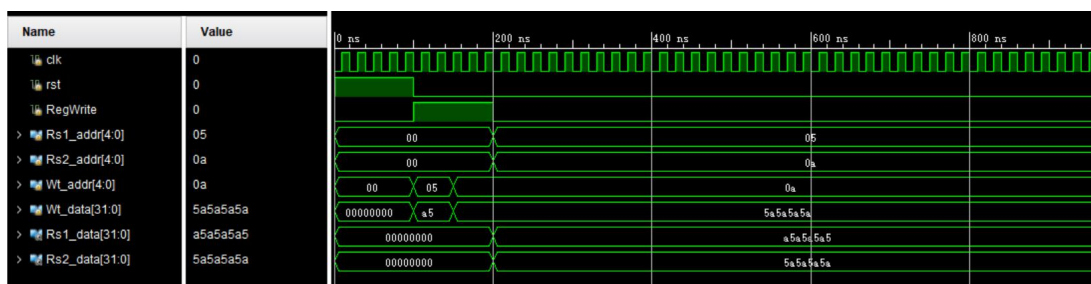 Name Value 0 ns 200 ns 400 ns 600 ns 800 ns
clk 0
rst 0
RegWrite 0
Rs1_addr[4:0] 05 00 05
Rs2_addr[4:0] 0a 00 0a
Wt_addr[4:0] 0a 00 05 0a
Wt_data[31:0] 5a5a5a5a 00000000 a5 5a5a5a5a
Rs1_data[31:0] a5a5a5a5 00000000 a5a5a5a5
Rs2_data[31:0] 5a5a5a5a 00000000 5a5a5a5a